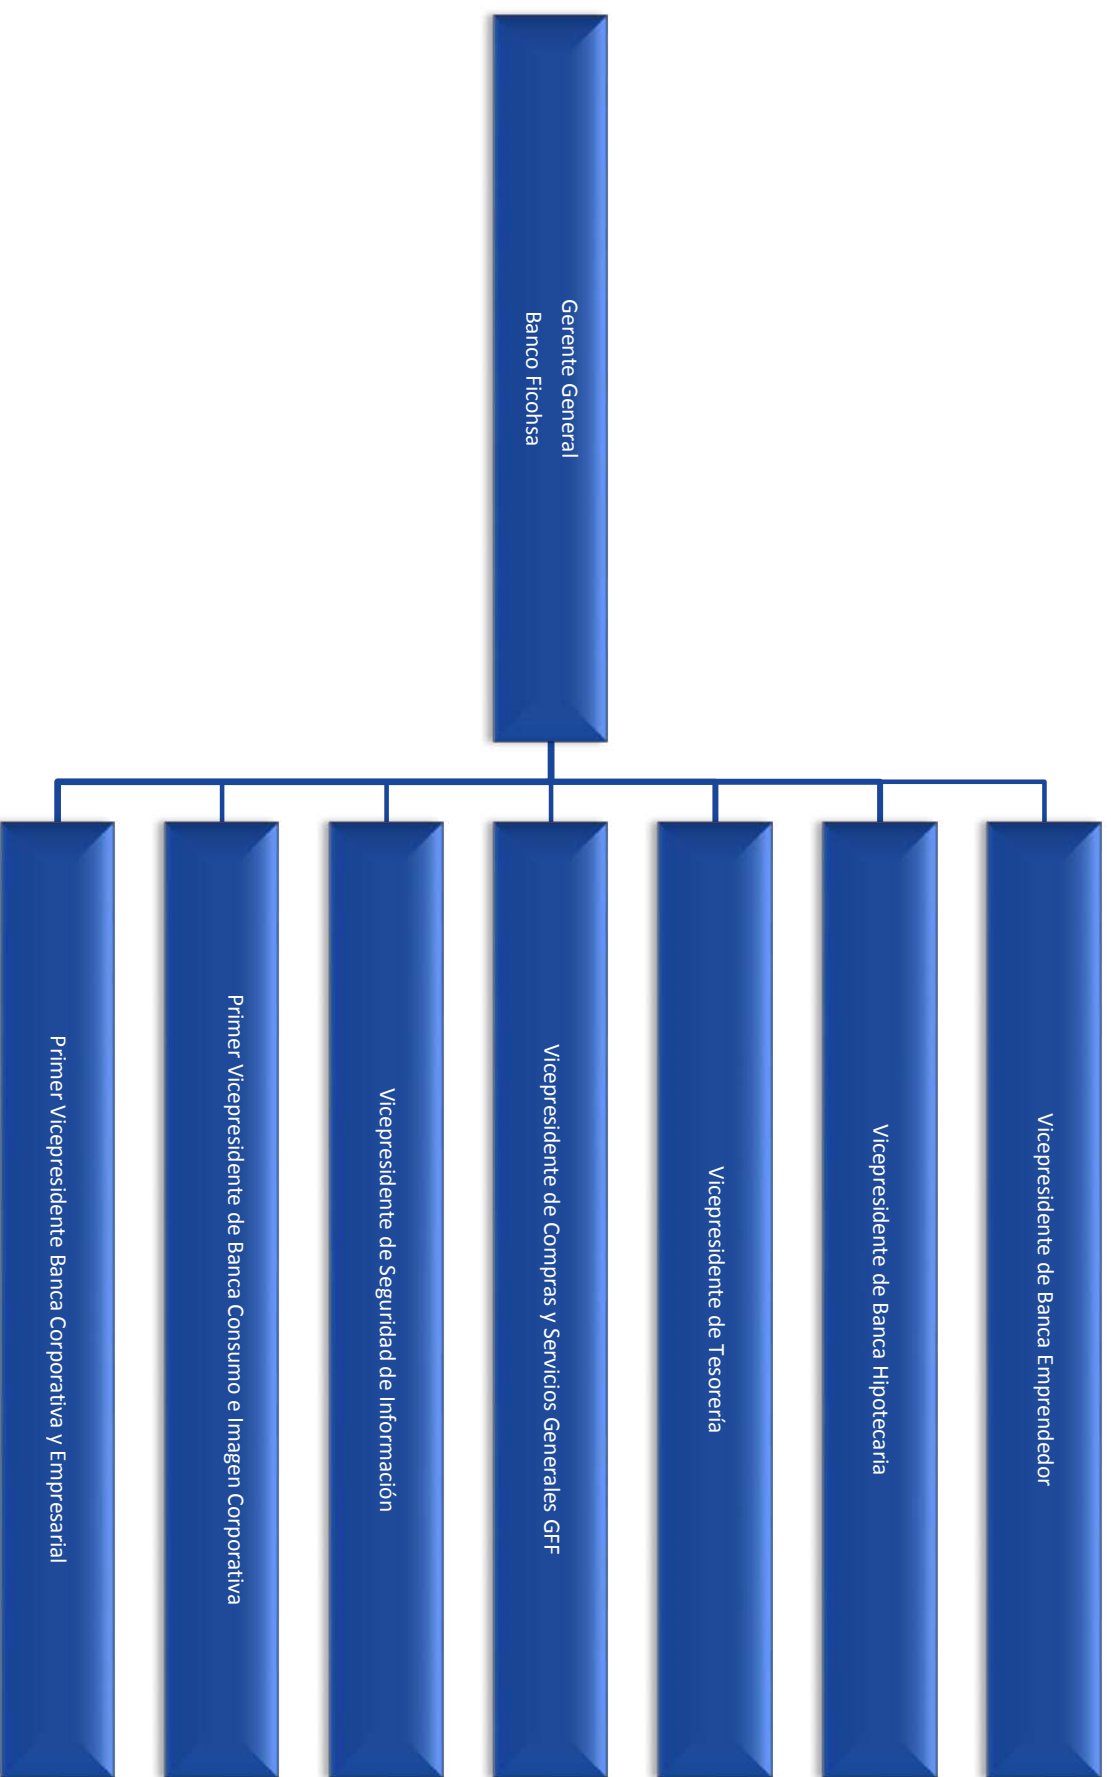 Gerente General
Banco Ficohsa
Vicepresidente de Banca Emprendedor
Vicepresidente de Banca Hipotecaria
Vicepresidente de Tesorería
Vicepresidente de Compras y Servicios Generales GFF
Vicepresidente de Seguridad de Información
Primer Vicepresidente de Banca Consumo e Imagen Corporativa
Primer Vicepresidente Banca Corporativa y Empresarial